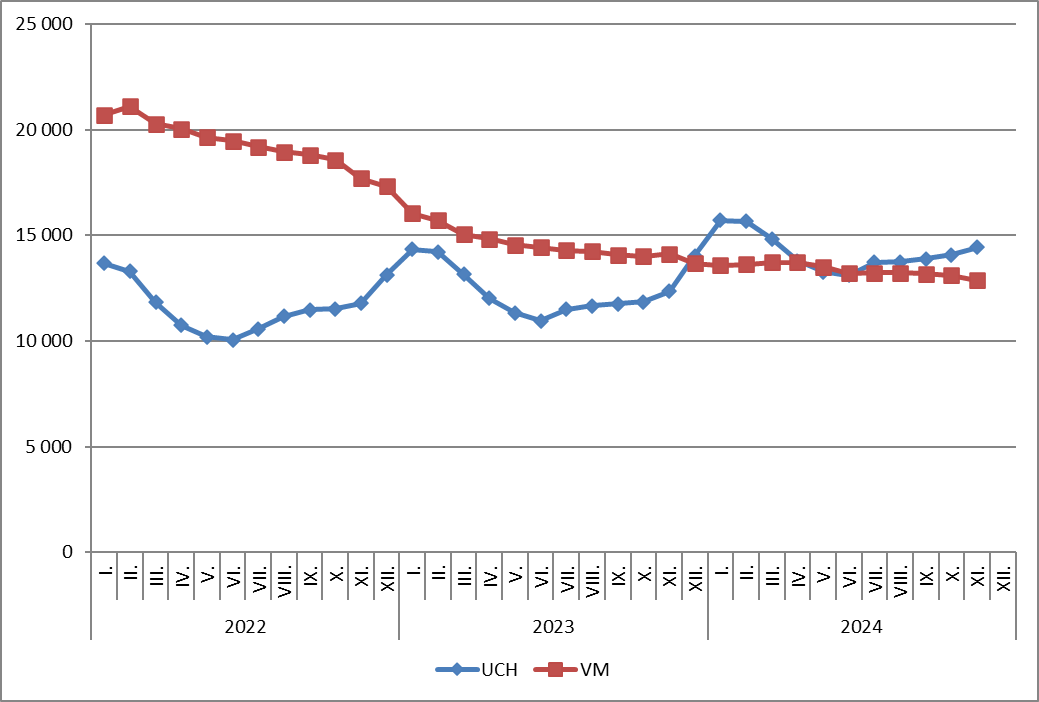 25 000
20 000
15 000
10 000
5 000
0
I. II. III. IV. V. VI. VII. VIII. IX. X. XI. XII. I. II. III. IV. V. VI. VII. VIII. IX. X. XI. XII. I. II. III. IV. V. VI. VII. VIII. IX. X. XI. XII.
2022 2023 2024
UCH VM